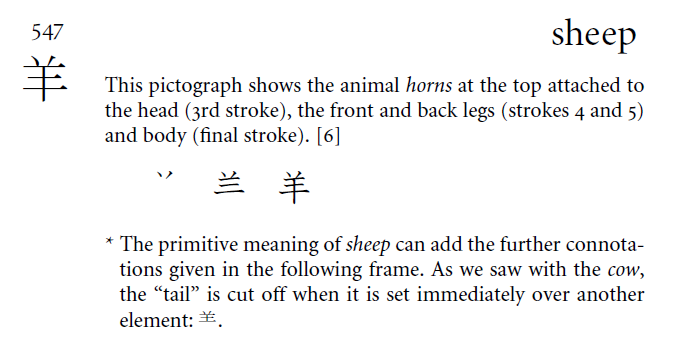 547
sheep
羊
This pictograph shows the animal horns at the top attached to
the head (3rd stroke), the front and back legs (strokes 4 and 5)
and body (final stroke). [6]
丷 兰 羊
* The primitive meaning of sheep can add the further connota-
tions given in the following frame. As we saw with the cow,
the “tail” is cut off when it is set immediately over another
element: ⺷.